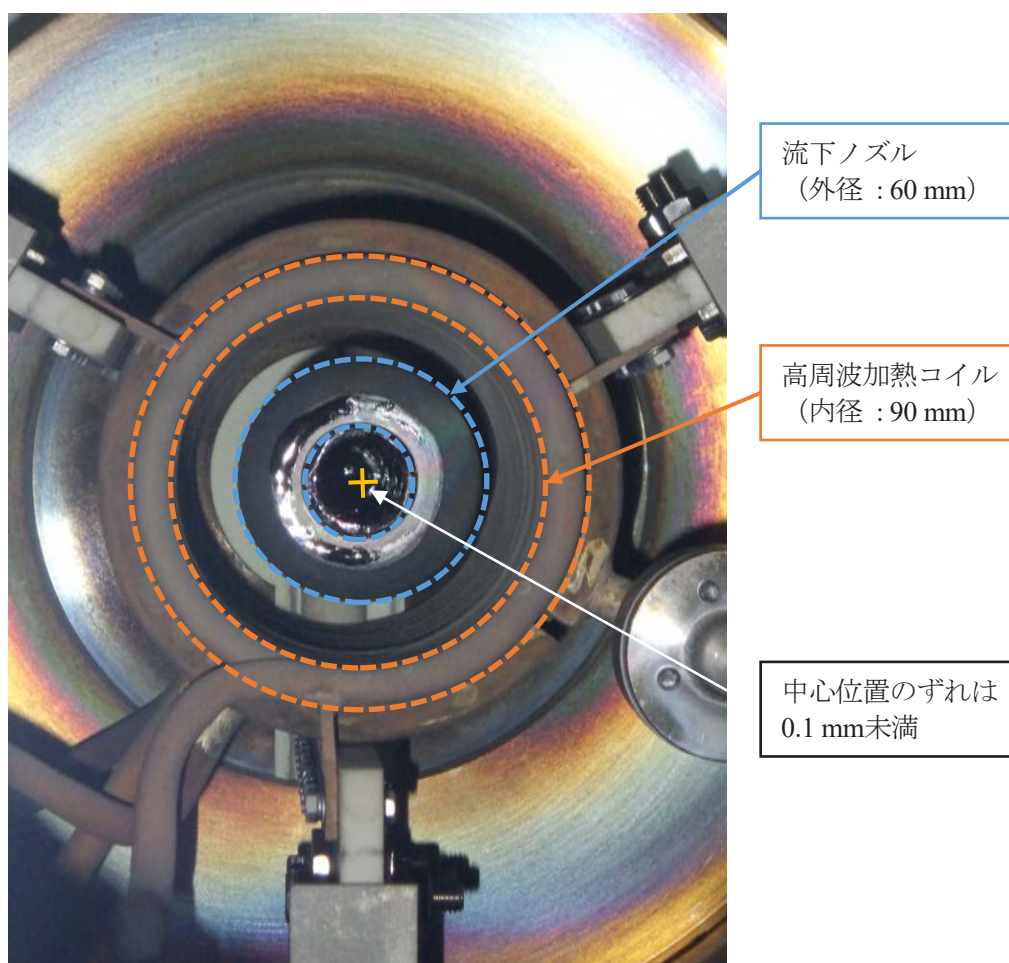 流下ノズル
（外径 : 60 mm）
高周波加熱コイル
（内径 : 90 mm）
中心位置のずれは
0.1 mm未満